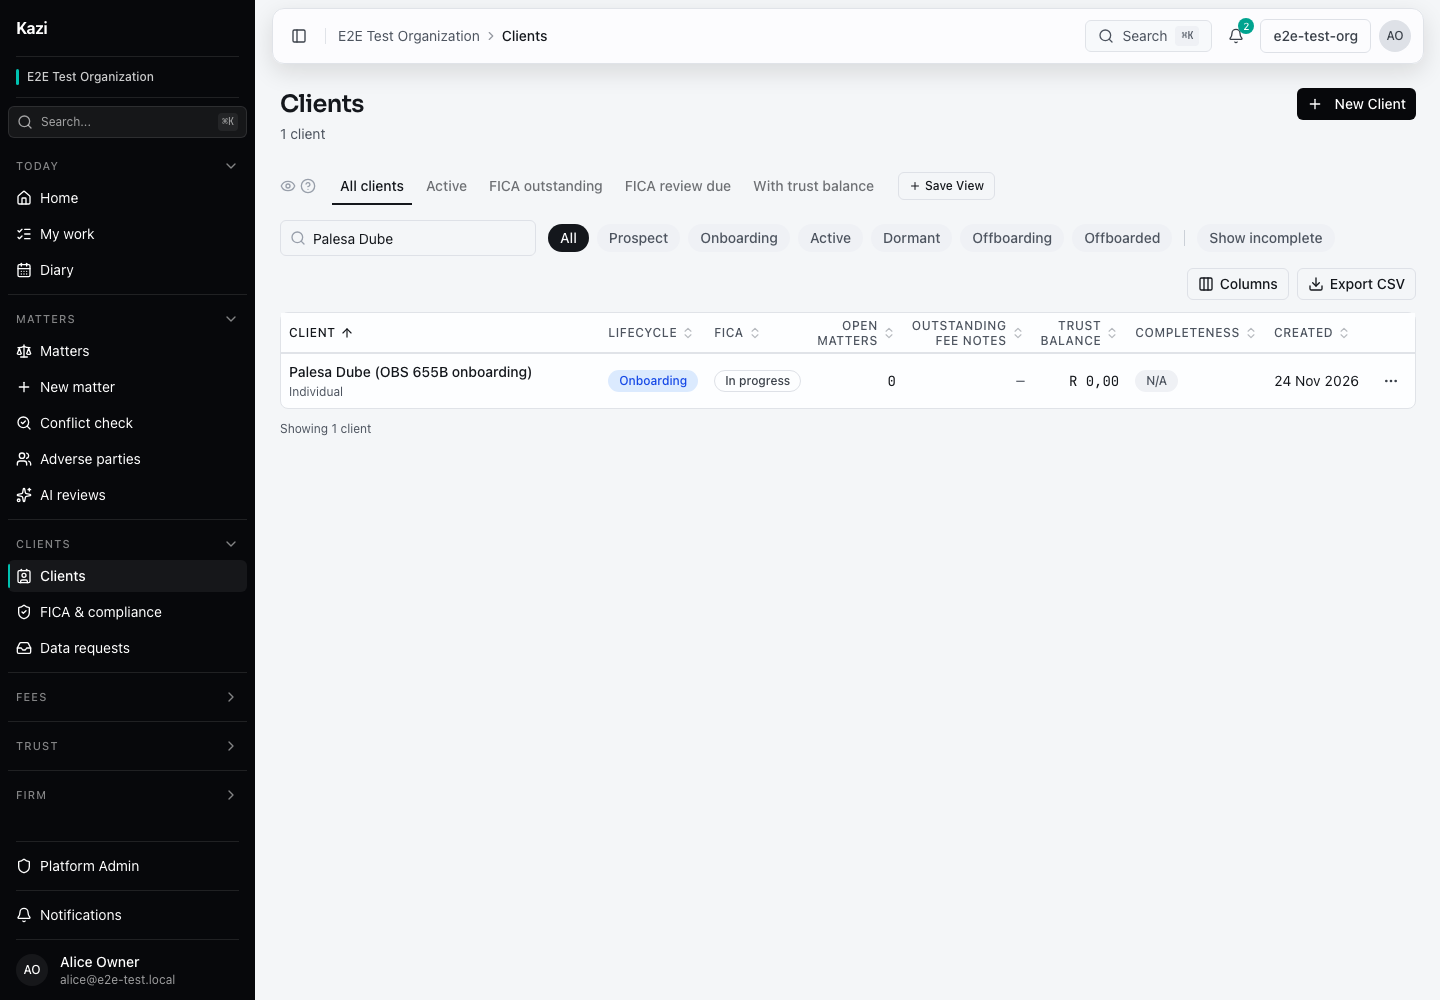 Kazi
E2E Test Organization
Search... ⌘K
TODAY
Home
My work
Diary
MATTERS
Matters
New matter
Conflict check
Adverse parties
AI reviews
CLIENTS
Clients
FICA & compliance
Data requests
FEES
TRUST
FIRM
Platform Admin
Notifications
AO
Alice Owner
alice@e2e-test.local
E2E Test Organization > Clients
Search ⌘K
2
e2e-test-org
AO
Clients
1 client
+ New Client
All clients Active FICA outstanding FICA review due With trust balance + Save View
Palesa Dube
All Prospect Onboarding Active Dormant Offboarding Offboarded Show incomplete
Columns Export CSV
CLIENT LIFECYCLE FICA OPEN MATTERS OUTSTANDING FEE NOTES TRUST BALANCE COMPLETENESS CREATED
Palesa Dube (OBS 655B onboarding)
Individual
Onboarding In progress 0 — R 0,00 N/A 24 Nov 2026 ...
Showing 1 client